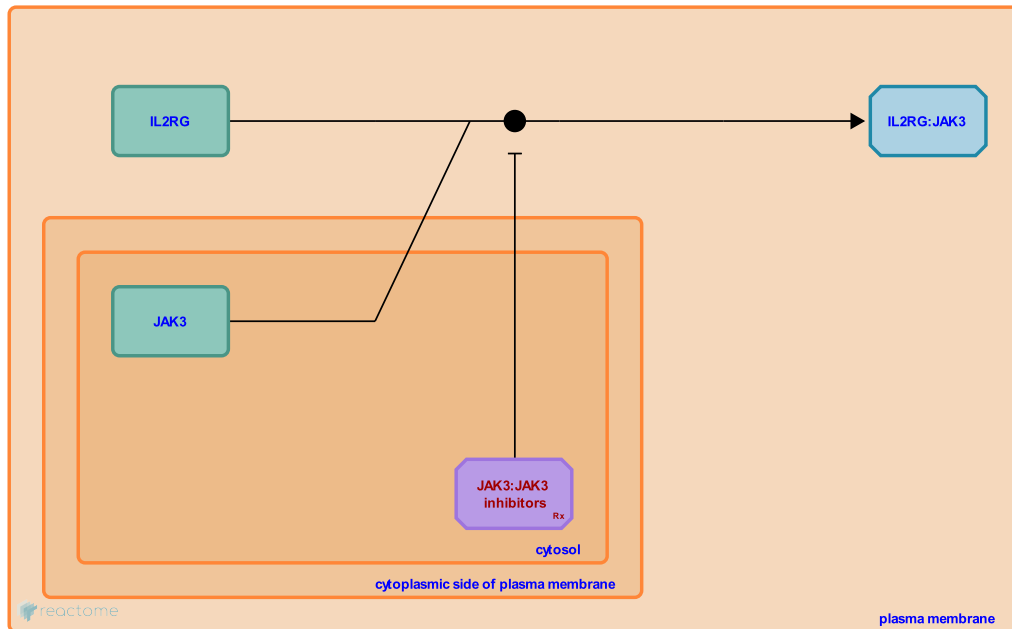 IL2RG
IL2RG:JAK3
JAK3
JAK3:JAK3
inhibitors
Rx
cytosol
cytoplasmic side of plasma membrane
reactome
plasma membrane